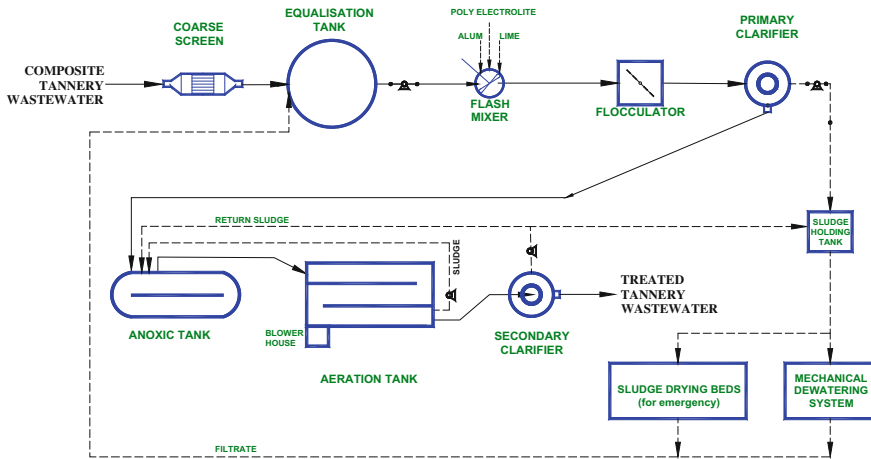 EQUALISATION
TANK
COARSE
SCREEN
POLY ELECTROLITE
ALUM
LIME
PRIMARY
CLARIFIER
COMPOSITE
TANNERY
WASTEWATER
FLASH
MIXER
FLOCCULATOR
RETURN SLUDGE
SLUDGE
SLUDGE
HOLDING
TANK
TREATED
TANNERY
WASTEWATER
ANOXIC TANK
BLOWER
HOUSE
AERATION TANK
SECONDARY
CLARIFIER
SLUDGE DRYING BEDS
(for emergency)
MECHANICAL
DEWATERING
SYSTEM
FILTRATE